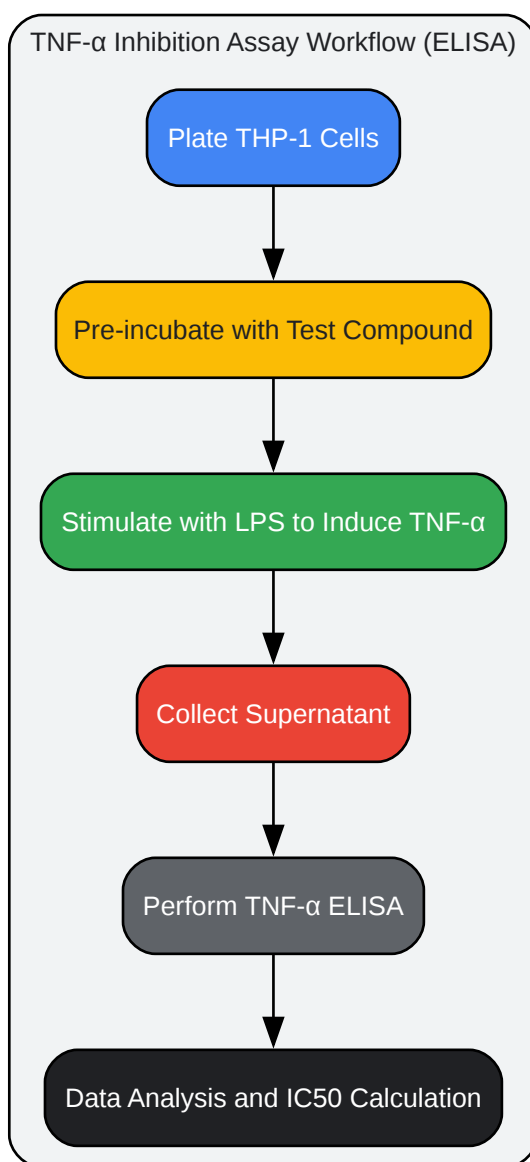 TNF-α Inhibition Assay Workflow (ELISA)
Plate THP-1 Cells
Pre-incubate with Test Compound
Stimulate with LPS to Induce TNF-α
Collect Supernatant
Perform TNF-α ELISA
Data Analysis and IC50 Calculation